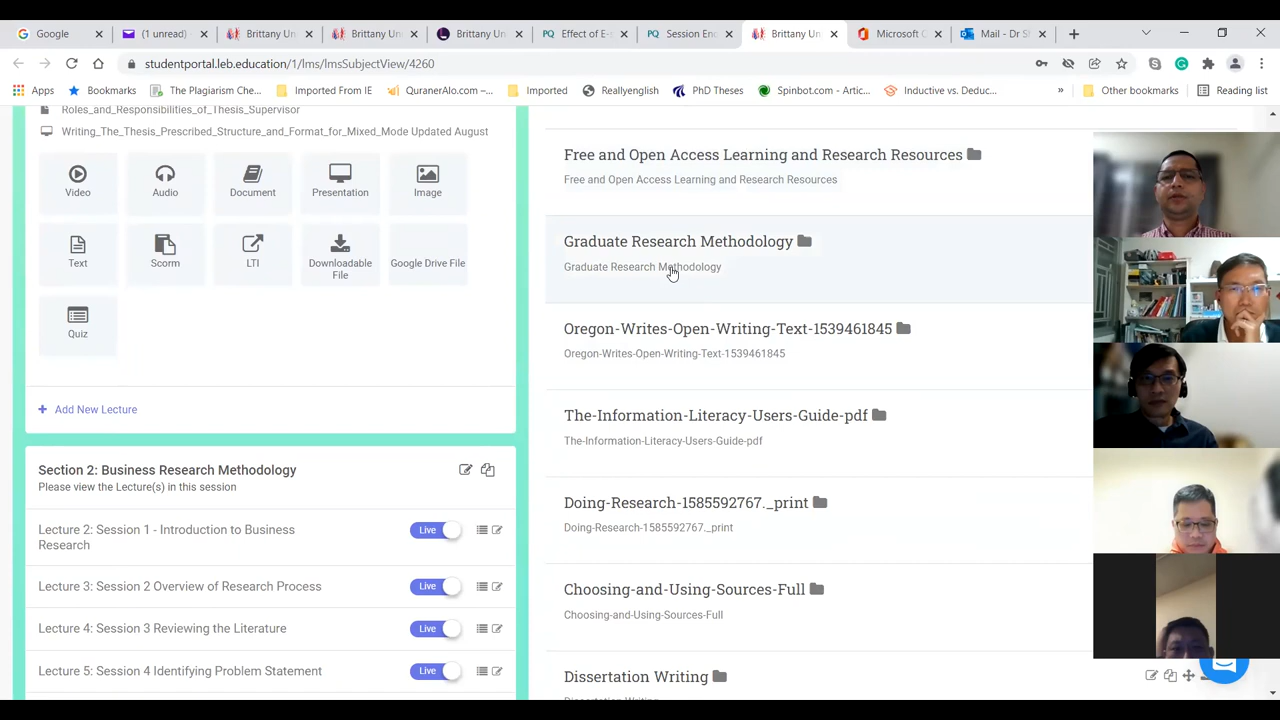 Google
(1 unread)
Brittany Un
Brittany Un
Brittany Un
Effect of E-s
Session Enc
Brittany Un
Microsoft C
Mail - Dr S
studentportal.leb.education/1/lms/lmsSubjectView/4260
Apps
Bookmarks
The Plagiarism Che...
Imported From IE
QuranerAlo.com –...
Imported
Reallyenglish
PhD Theses
Spinbot.com - Artic...
Inductive vs. Deduc...
»
Other bookmarks
Reading list
Roles_and_Responsibilities_of_Thesis_Supervisor
Writing_The_Thesis_Prescribed_Structure_and_Format_for_Mixed_Mode Updated August
Video
Audio
Document
Presentation
Image
Text
Scorm
LTI
Downloadable
File
Google Drive File
Quiz
+ Add New Lecture
Section 2: Business Research Methodology
Please view the Lecture(s) in this session
Lecture 2: Session 1 - Introduction to Business
Research
Live
Lecture 3: Session 2 Overview of Research Process
Live
Lecture 4: Session 3 Reviewing the Literature
Live
Lecture 5: Session 4 Identifying Problem Statement
Live
Free and Open Access Learning and Research Resources
Free and Open Access Learning and Research Resources
Graduate Research Methodology
Graduate Research Methodology
Oregon-Writes-Open-Writing-Text-1539461845
Oregon-Writes-Open-Writing-Text-1539461845
The-Information-Literacy-Users-Guide-pdf
The-Information-Literacy-Users-Guide-pdf
Doing-Research-1585592767._print
Doing-Research-1585592767._print
Choosing-and-Using-Sources-Full
Choosing-and-Using-Sources-Full
Dissertation Writing
Dissertation Writing